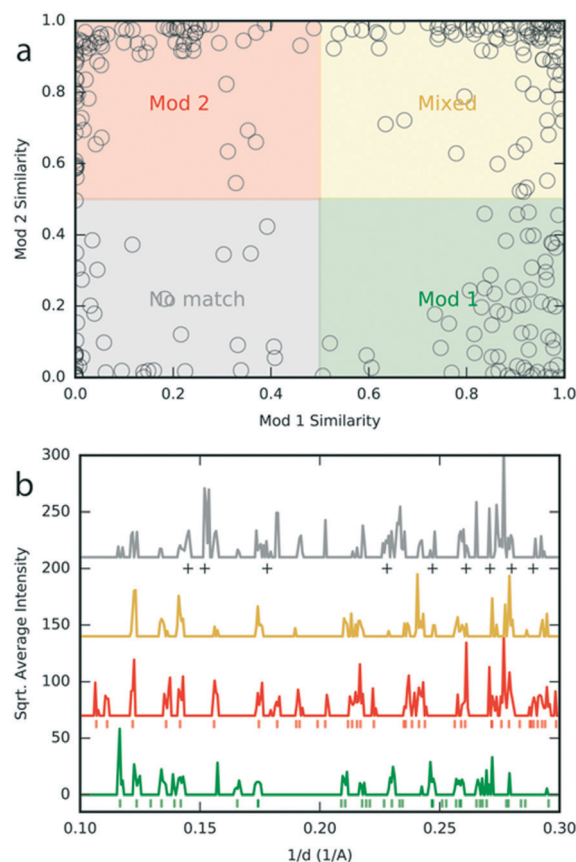 a
1.0
0.8
0.6
0.4
0.2
0.0
Mod 2 Similarity
Mod 2
Mixed
No match
Mod 1
0.0 0.2 0.4 0.6 0.8 1.0
Mod 1 Similarity
b
300
250
200
150
100
50
0
Sqrt. Average Intensity
0.10 0.15 0.20 0.25 0.30
1/d (1/A)